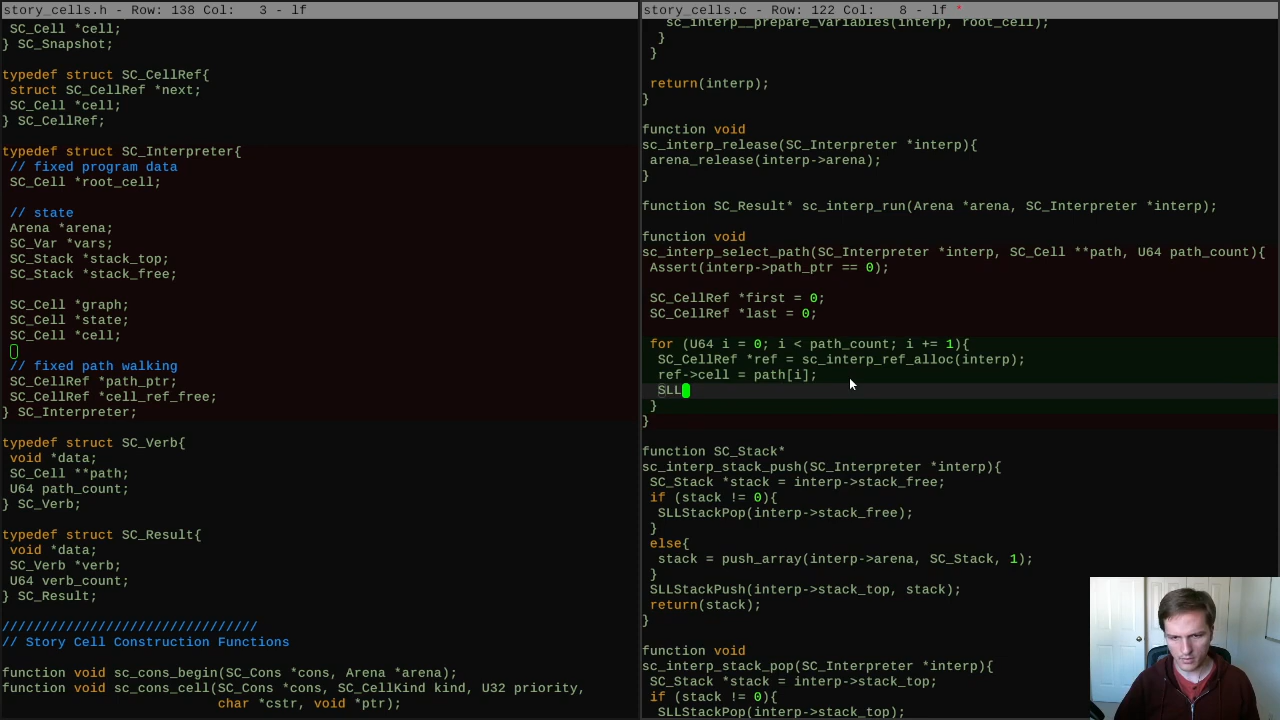 story_cells.h - Row: 138 Col:   3 - lf
 SC_Cell *cell;
} SC_Snapshot;
typedef struct SC_CellRef{
 struct SC_CellRef *next;
 SC_Cell *cell;
} SC_CellRef;
typedef struct SC_Interpreter{
 // fixed program data
 SC_Cell *root_cell;
 // state
 Arena *arena;
 SC_Var *vars;
 SC_Stack *stack_top;
 SC_Stack *stack_free;
 SC_Cell *graph;
 SC_Cell *state;
 SC_Cell *cell;
 // fixed path walking
 SC_CellRef *path_ptr;
 SC_CellRef *cell_ref_free;
} SC_Interpreter;
typedef struct SC_Verb{
 void *data;
 SC_Cell **path;
 U64 path_count;
} SC_Verb;
typedef struct SC_Result{
 void *data;
 SC_Verb *verb;
 U64 verb_count;
} SC_Result;
////////////////////////////////
// Story Cell Construction Functions
function void sc_cons_begin(SC_Cons *cons, Arena *arena);
function void sc_cons_cell(SC_Cons *cons, SC_CellKind kind, U32 priority,
                           char *cstr, void *ptr);
story_cells.c - Row: 122 Col:   8 - lf *
   sc_interp__prepare_variables(interp, root_cell);
  }
 }
 return(interp);
}
function void
sc_interp_release(SC_Interpreter *interp){
 arena_release(interp->arena);
}
function SC_Result* sc_interp_run(Arena *arena, SC_Interpreter *interp);
function void
sc_interp_select_path(SC_Interpreter *interp, SC_Cell **path, U64 path_count){
 Assert(interp->path_ptr == 0);
 SC_CellRef *first = 0;
 SC_CellRef *last = 0;
 for (U64 i = 0; i < path_count; i += 1){
  SC_CellRef *ref = sc_interp_ref_alloc(interp);
  ref->cell = path[i];
  SLL
 }
}
function SC_Stack*
sc_interp_stack_push(SC_Interpreter *interp){
 SC_Stack *stack = interp->stack_free;
 if (stack != 0){
  SLLStackPop(interp->stack_free);
 }
 else{
  stack = push_array(interp->arena, SC_Stack, 1);
 }
 SLLStackPush(interp->stack_top, stack);
 return(stack);
}
function void
sc_interp_stack_pop(SC_Interpreter *interp){
 SC_Stack *stack = interp->stack_top;
 if (stack != 0){
  SLLStackPop(interp->stack_top);